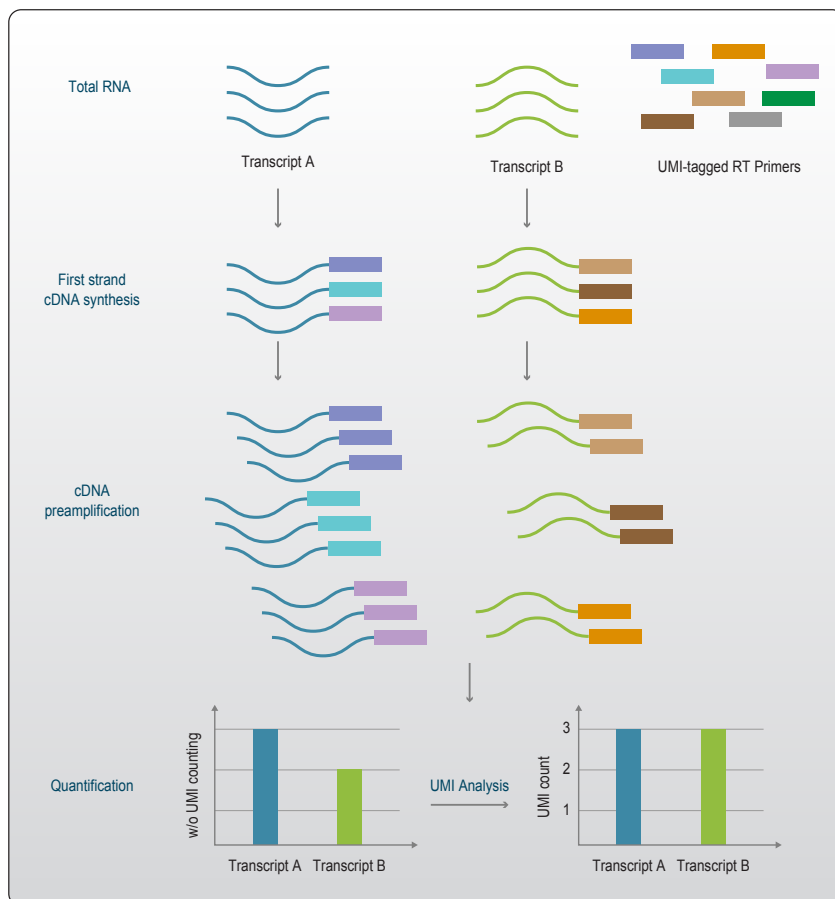 Total RNA
Transcript A
Transcript B
UMI-tagged RT Primers
First strand
cDNA synthesis
cDNA
preamplification
Quantification
w/o UMI counting
Transcript A
Transcript B
UMI Analysis
UMI count
3
2
1
Transcript A
Transcript B